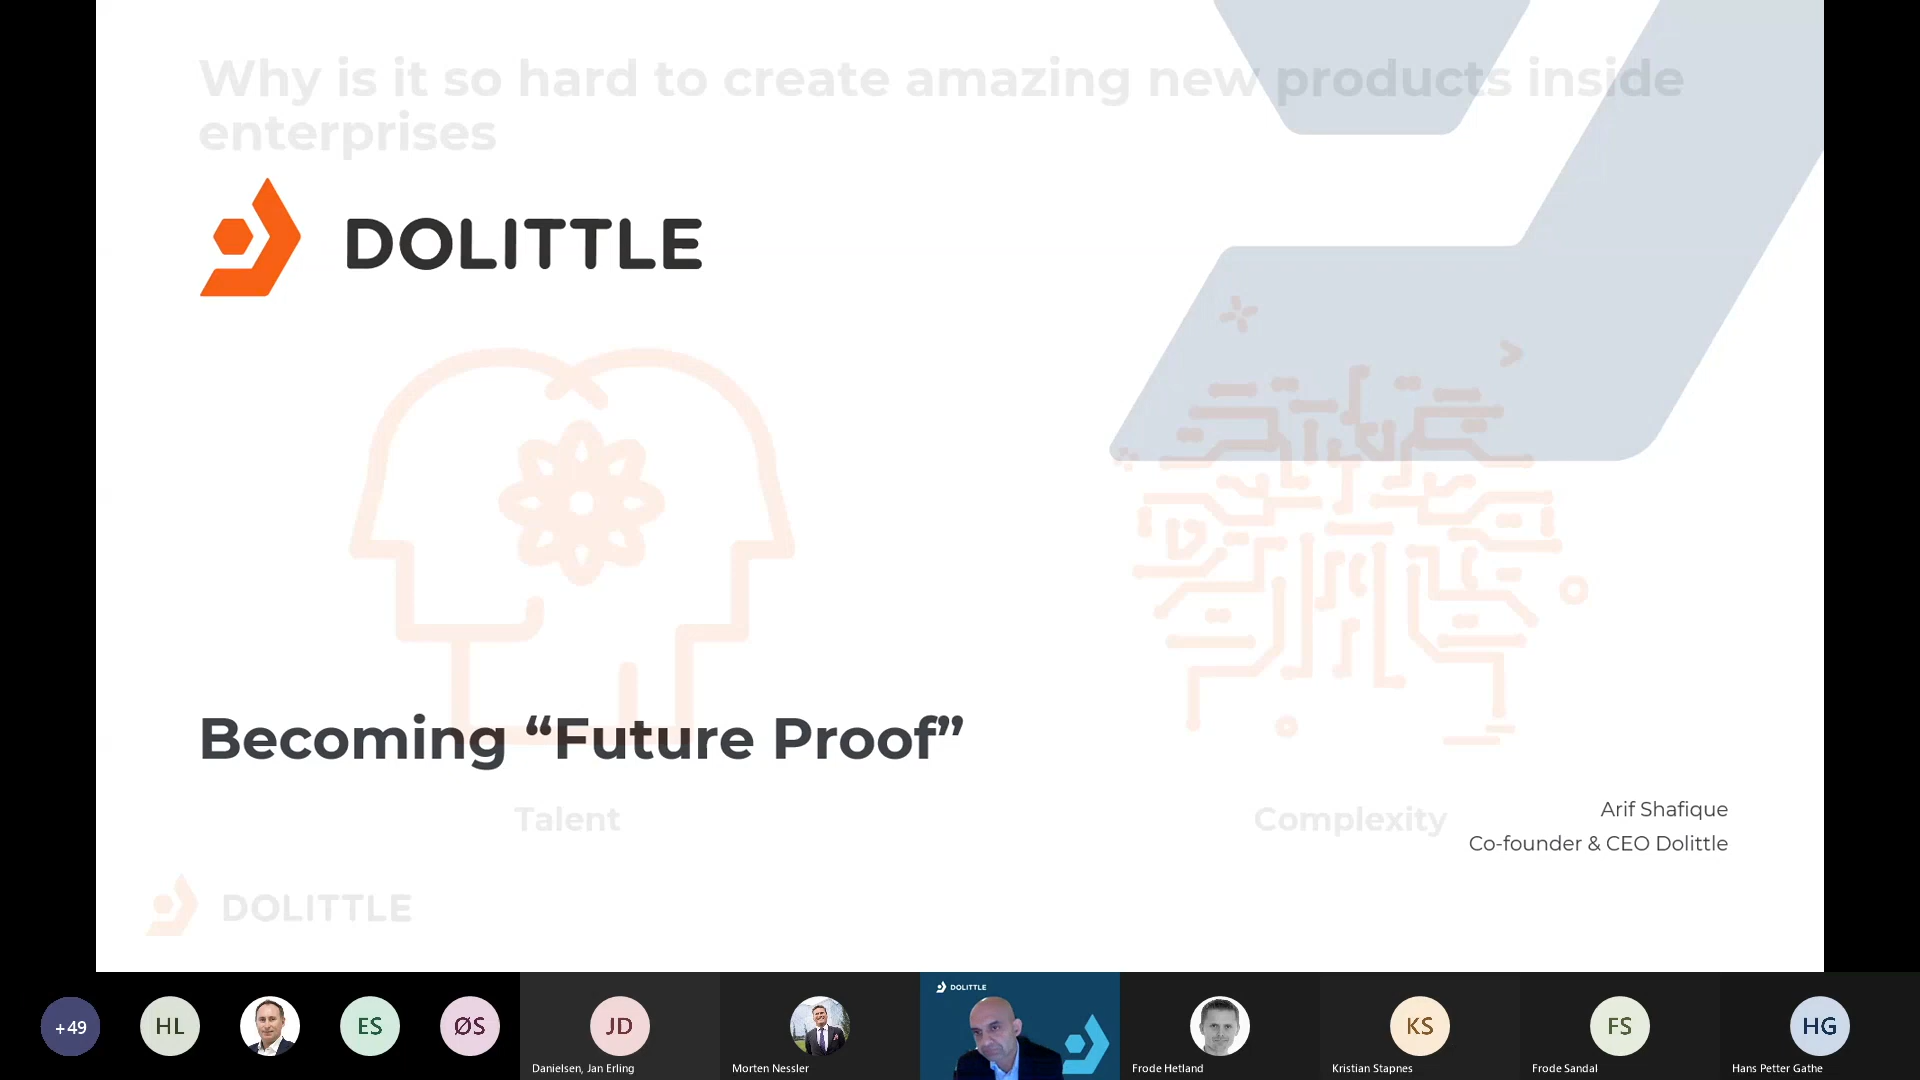 Why is it so hard to create amazing new products inside
enterprises
DOLITTLE
Becoming “Future Proof”
Talent
Complexity
Arif Shafique
Co-founder & CEO Dolittle
DOLITTLE
+49
HL
ES
ØS
JD
Danielsen, Jan Erling
Morten Nessler
DOLITTLE
Frode Hetland
KS
Kristian Stapnes
FS
Frode Sandal
HG
Hans Petter Gathe